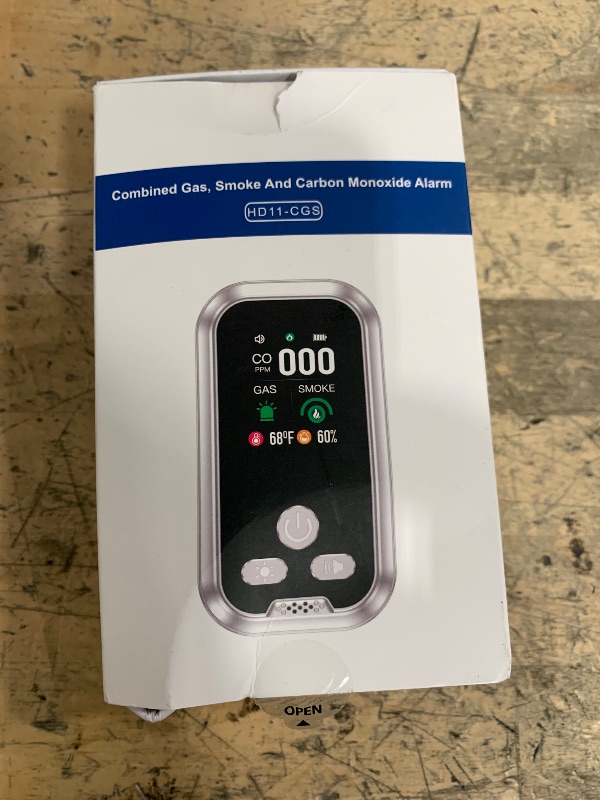 Combined Gas, Smoke And Carbon Monoxide Alarm
HD11-CGS
CO
PPM
000
GAS SMOKE
68°F 60%
OPEN